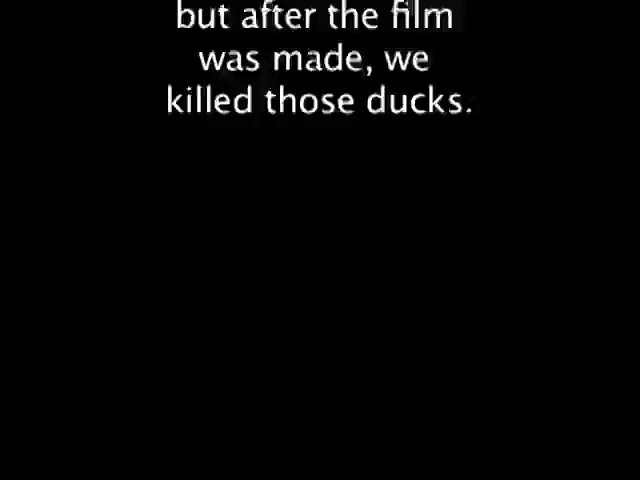 but after the film
was made, we
killed those ducks.